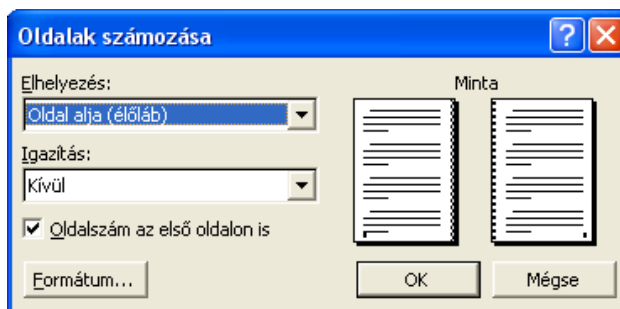 Oldalak számozása
Elhelyezés:
Oldal alja (élőláb)
Igazítás:
Kívül
Oldalszám az első oldalon is
Formátum...
Minta
OK
Mégse